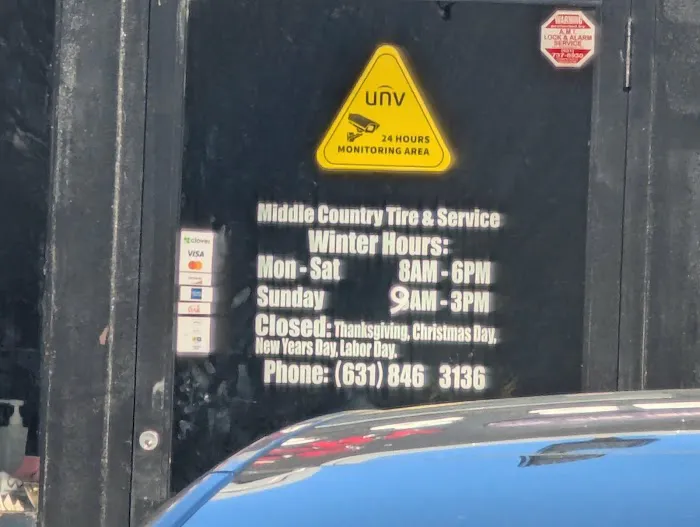 WARNING
A.M.F.
LOCK & ALARM
SERVICE
unv
24 HOURS
MONITORING AREA
Middle Country Tire & Service
Winter Hours:
Mon - Sat 8AM - 6PM
Sunday 9AM - 3PM
Closed: Thanksgiving, Christmas Day,
New Years Day, Labor Day.
Phone: (631) 846 3136
clover
VISA